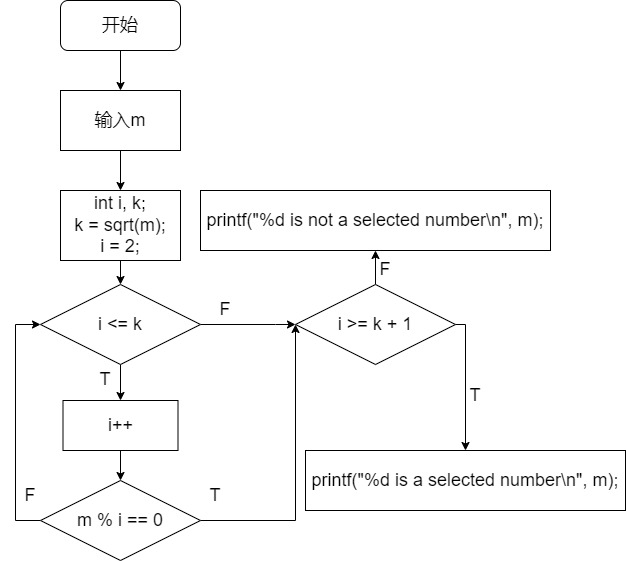 开始
输入m
int i, k;
k = sqrt(m);
i = 2;
printf("%d is not a selected number\n", m);
F
i <= k
F
i >= k + 1
T
T
i++
printf("%d is a selected number\n", m);
F
T
m % i == 0